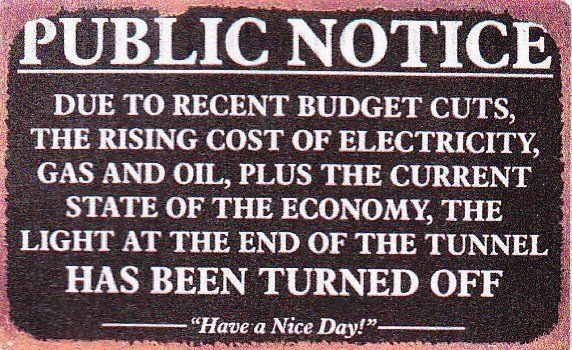 PUBLIC NOTICE
DUE TO RECENT BUDGET CUTS,
THE RISING COST OF ELECTRICITY,
GAS AND OIL, PLUS THE CURRENT
STATE OF THE ECONOMY, THE
LIGHT AT THE END OF THE TUNNEL
HAS BEEN TURNED OFF
"Have a Nice Day!"